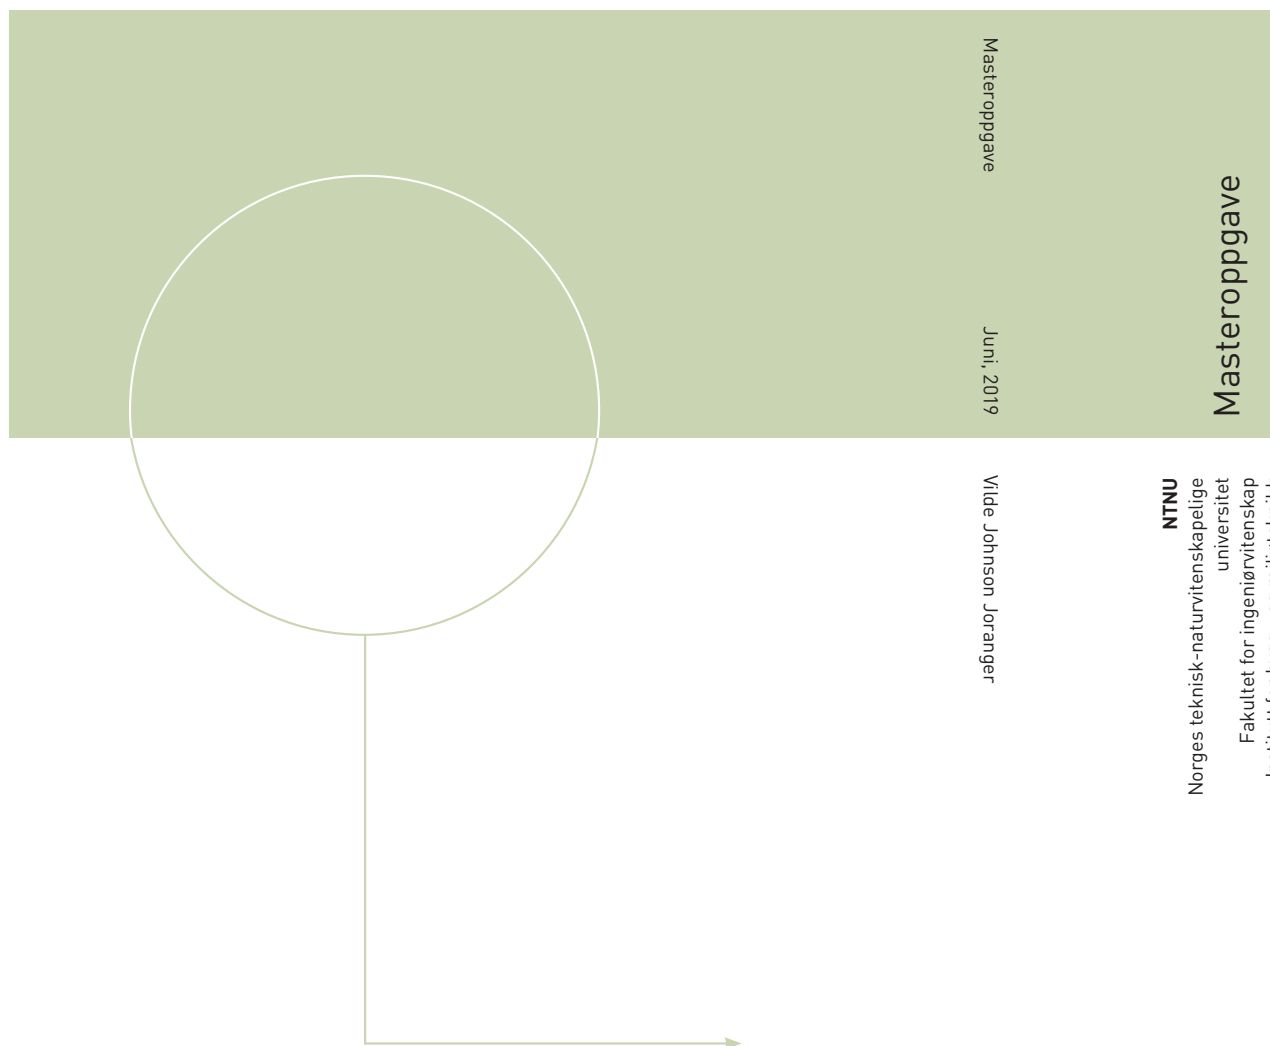 Masteroppgave
Juni, 2019
Vilde Johnson Joranger
Masteroppgave
NTNU
Norges teknisk-naturvitenskapelige
universitet
Fakultet for ingeniørvitenskap